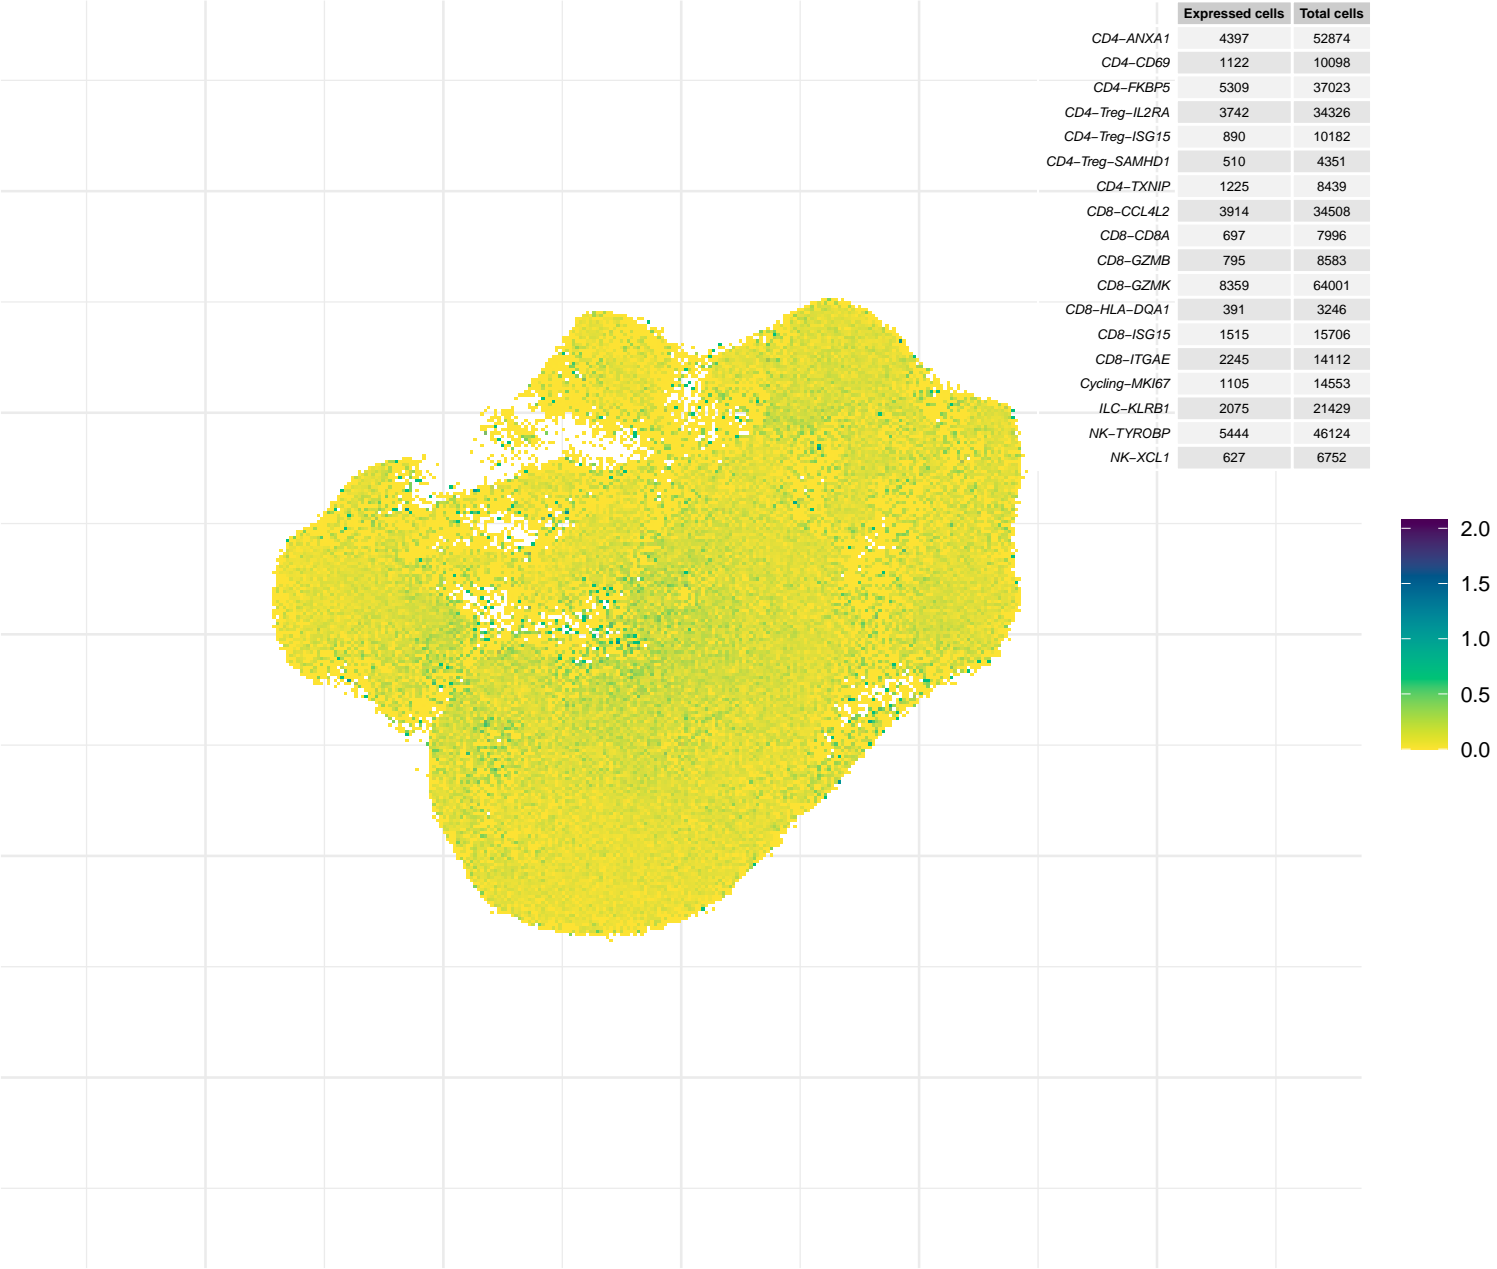 Expressed cells Total cells
CD4−ANXA1 4397 52874
CD4−CD69 1122 10098
CD4−FKBP5 5309 37023
CD4−Treg−IL2RA 3742 34326
CD4−Treg−ISG15 890 10182
CD4−Treg−SAMHD1 510 4351
CD4−TXNIP 1225 8439
CD8−CCL4L2 3914 34508
CD8−CD8A 697 7996
CD8−GZMB 795 8583
CD8−GZMK 8359 64001
CD8−HLA−DQA1 391 3246
CD8−ISG15 1515 15706
CD8−ITGAE 2245 14112
Cycling−MKI67 1105 14553
ILC−KLRB1 2075 21429
NK−TYROBP 5444 46124
NK−XCL1 627 6752
2.0
1.5
1.0
0.5
0.0